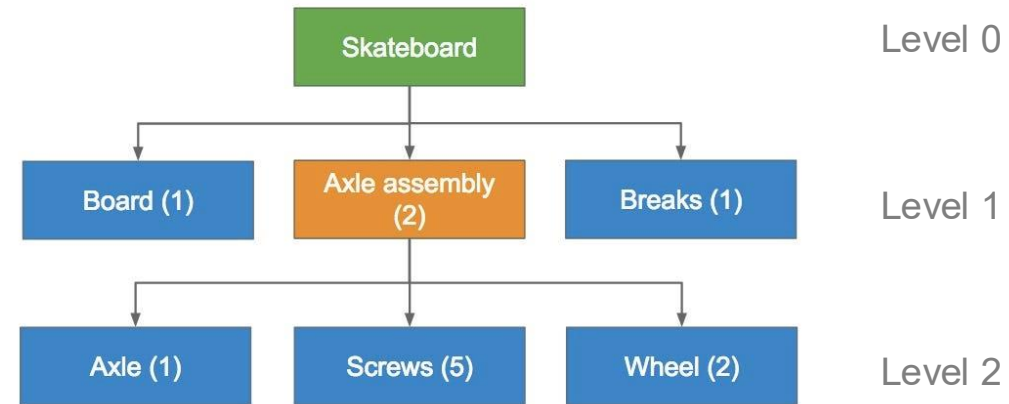 Skateboard
Level 0
Board (1)
Axle assembly
(2)
Breaks (1)
Level 1
Axle (1)
Screws (5)
Wheel (2)
Level 2